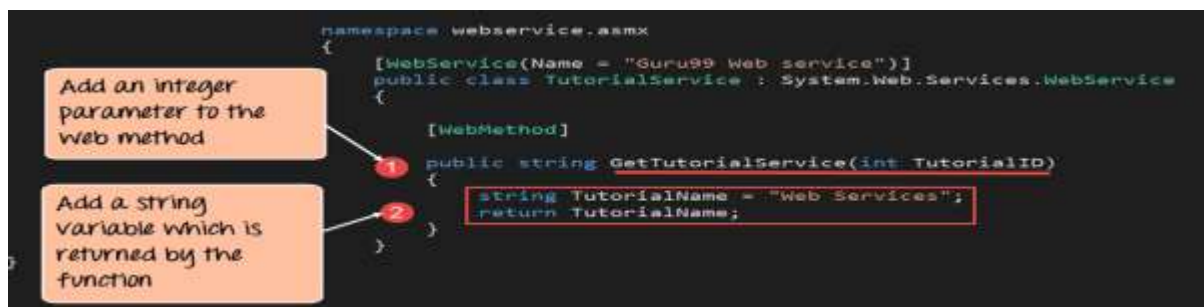 namespace webservice.asmx
{
[WebService(Name = "Guru99 Web service")]
public class TutorialService : System.Web.Services.WebService
{
Add an integer
parameter to the
web method
[WebMethod]
1
public string GetTutorialService(int TutorialID)
{
Add a string
variable which is
returned by the
function
2
string TutorialName = "Web Services";
return TutorialName;
}
}
}